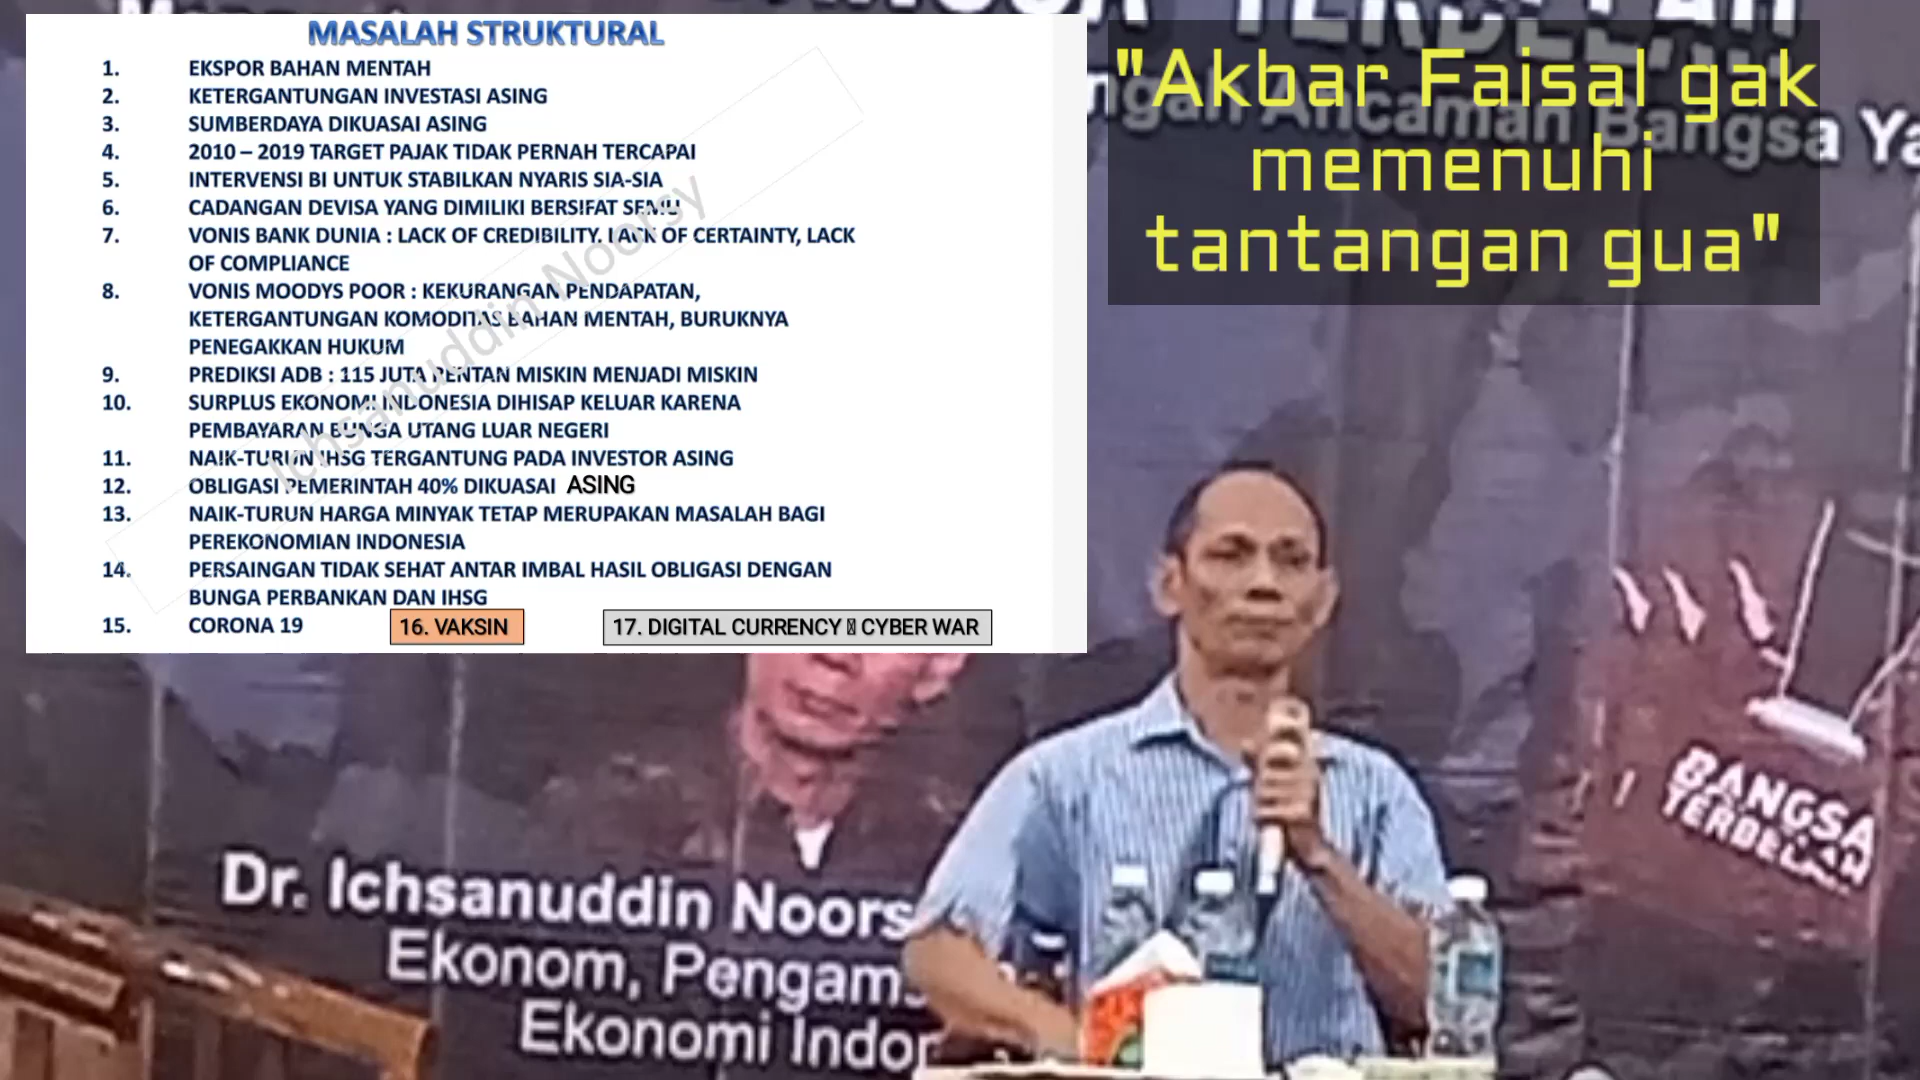 MASALAH STRUKTURAL
1. EKSPOR BAHAN MENTAH
2. KETERGANTUNGAN INVESTASI ASING
3. SUMBERDAYA DIKUASAI ASING
4. 2010 – 2019 TARGET PAJAK TIDAK PERNAH TERCAPAI
5. INTERVENSI BI UNTUK STABILKAN NYARIS SIA-SIA
6. CADANGAN DEVISA YANG DIMILIKI BERSIFAT SEMU
7. VONIS BANK DUNIA : LACK OF CREDIBILITY. LACK OF CERTAINTY, LACK
OF COMPLIANCE
8. VONIS MOODYS POOR : KEKURANGAN PENDAPATAN,
KETERGANTUNGAN KOMODITAS BAHAN MENTAH, BURUKNYA
PENEGAKKAN HUKUM
9. PREDIKSI ADB : 115 JUTA RENTAN MISKIN MENJADI MISKIN
10. SURPLUS EKONOMI INDONESIA DIHISAP KELUAR KARENA
PEMBAYARAN BUNGA UTANG LUAR NEGERI
11. NAIK-TURUN IHSG TERGANTUNG PADA INVESTOR ASING
12. OBLIGASI PEMERINTAH 40% DIKUASAI ASING
13. NAIK-TURUN HARGA MINYAK TETAP MERUPAKAN MASALAH BAGI
PEREKONOMIAN INDONESIA
14. PERSAINGAN TIDAK SEHAT ANTAR IMBAL HASIL OBLIGASI DENGAN
BUNGA PERBANKAN DAN IHSG
15. CORONA 19
16. VAKSIN
17. DIGITAL CURRENCY CYBER WAR
Ichsanuddin Noorsy
"Akbar Faisal gak
memenuhi
tantangan gua"
Ancaman Bangsa Ya
BANGSA
TERBELAH
Dr. Ichsanuddin Noors
Ekonom, Pengam
Ekonomi Indon